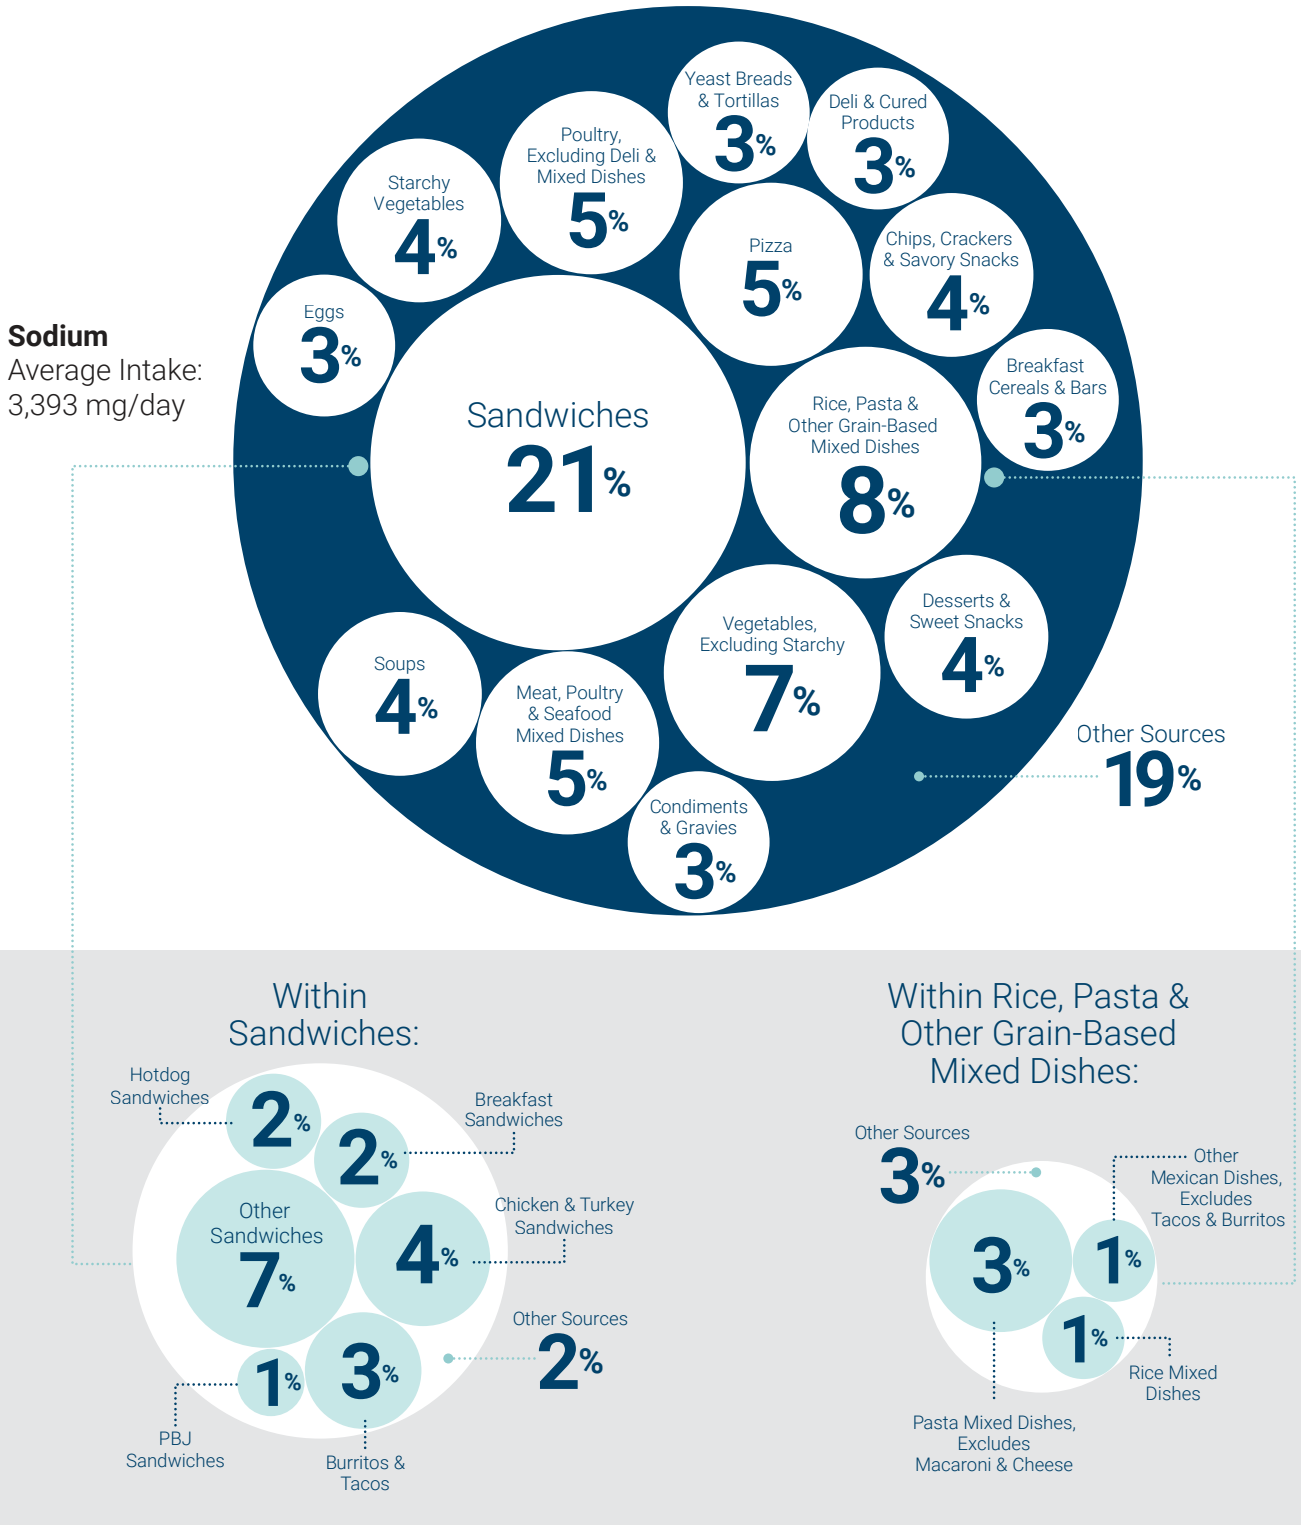 Yeast Breads
& Tortillas
3%
Deli & Cured
Products
3%
Poultry,
Excluding Deli &
Mixed Dishes
5%
Starchy
Vegetables
4%
Pizza
5%
Chips, Crackers
& Savory Snacks
4%
Eggs
3%
Sodium
Average Intake:
3,393 mg/day
Breakfast
Cereals & Bars
3%
Sandwiches
21%
Rice, Pasta &
Other Grain-Based
Mixed Dishes
8%
Desserts &
Sweet Snacks
4%
Vegetables,
Excluding Starchy
7%
Soups
4%
Meat, Poultry
& Seafood
Mixed Dishes
5%
Other Sources
19%
Condiments
& Gravies
3%
Within
Sandwiches:
Hotdog
Sandwiches
2%
Breakfast
Sandwiches
2%
Other
Sandwiches
7%
Chicken & Turkey
Sandwiches
4%
Other Sources
2%
1%
PBJ
Sandwiches
3%
Burritos &
Tacos
Within Rice, Pasta &
Other Grain-Based
Mixed Dishes:
Other Sources
3%
Other
Mexican Dishes,
Excludes
Tacos & Burritos
1%
3%
Pasta Mixed Dishes,
Excludes
Macaroni & Cheese
1%
Rice Mixed
Dishes